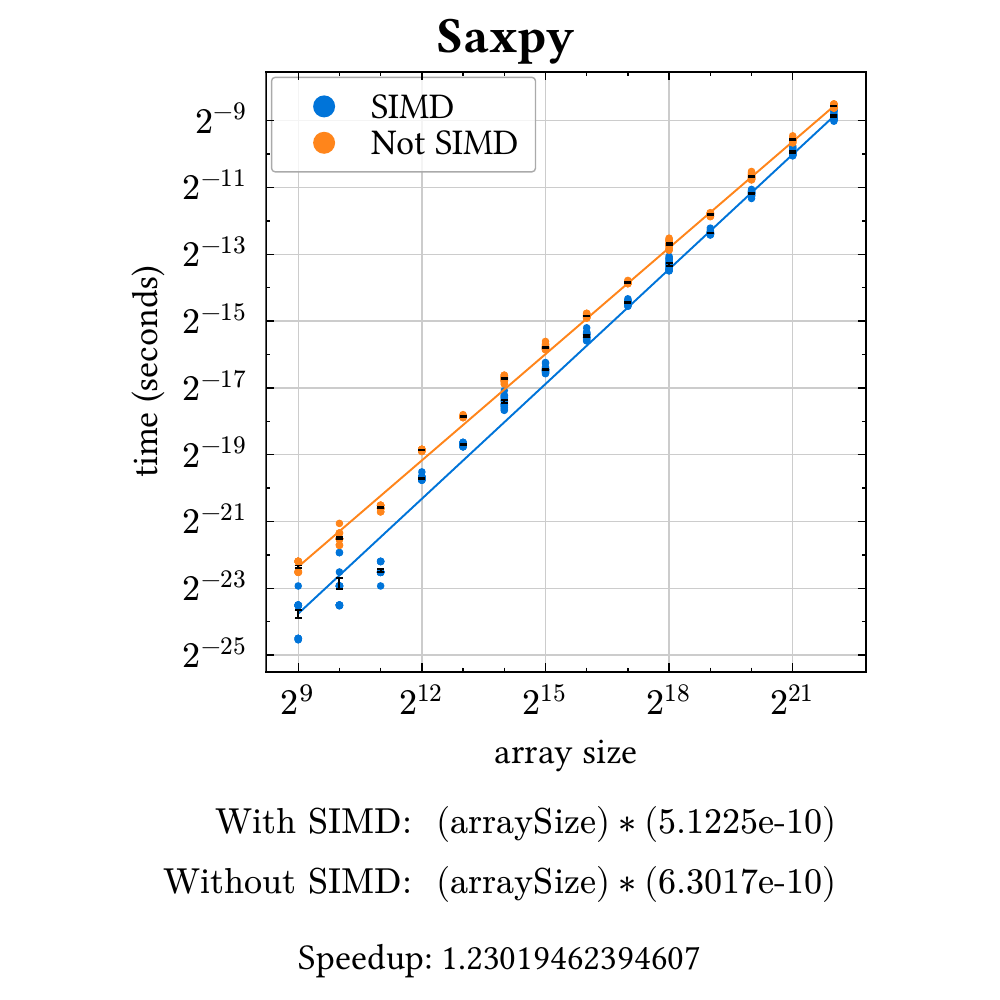 Saxpy
SIMD
Not SIMD
2^−9
2^−11
2^−13
2^−15
2^−17
2^−19
2^−21
2^−23
2^−25
time (seconds)
2^9 2^12 2^15 2^18 2^21
array size
With SIMD: (arraySize) ∗ (5.1225e-10)
Without SIMD: (arraySize) ∗ (6.3017e-10)
Speedup: 1.23019462394607